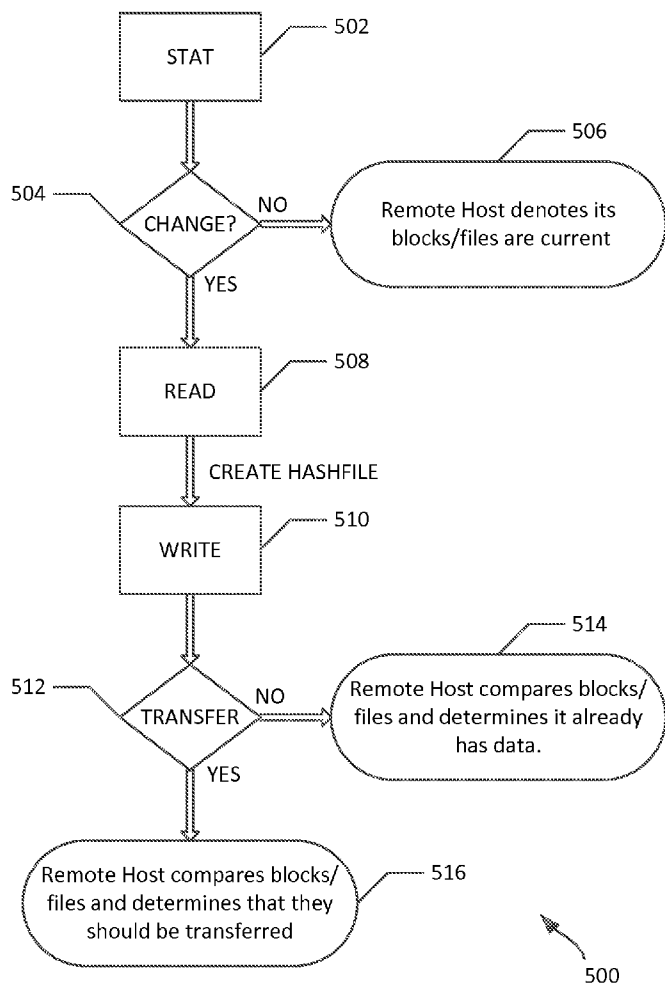 502
STAT
506
504
CHANGE?
NO
Remote Host denotes its
blocks/files are current
YES
508
READ
CREATE HASHFILE
510
WRITE
514
512
TRANSFER
NO
Remote Host compares blocks/
files and determines it already
has data.
YES
Remote Host compares blocks/
files and determines that they
should be transferred
516
500